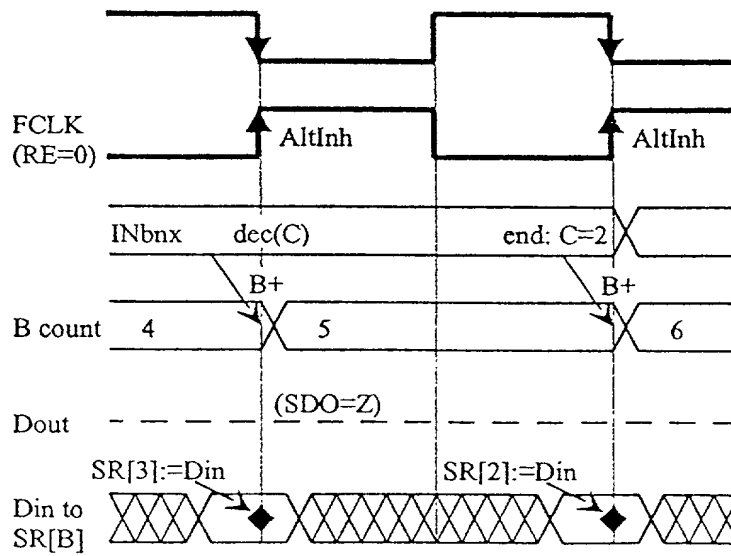 FCLK
(RE=0)
AltInh
AltInh
INbnx
dec(C)
end: C=2
B+
B+
B count
4
5
6
(SDO=Z)
Dout
SR[3]:=Din
SR[2]:=Din
Din to
SR[B]